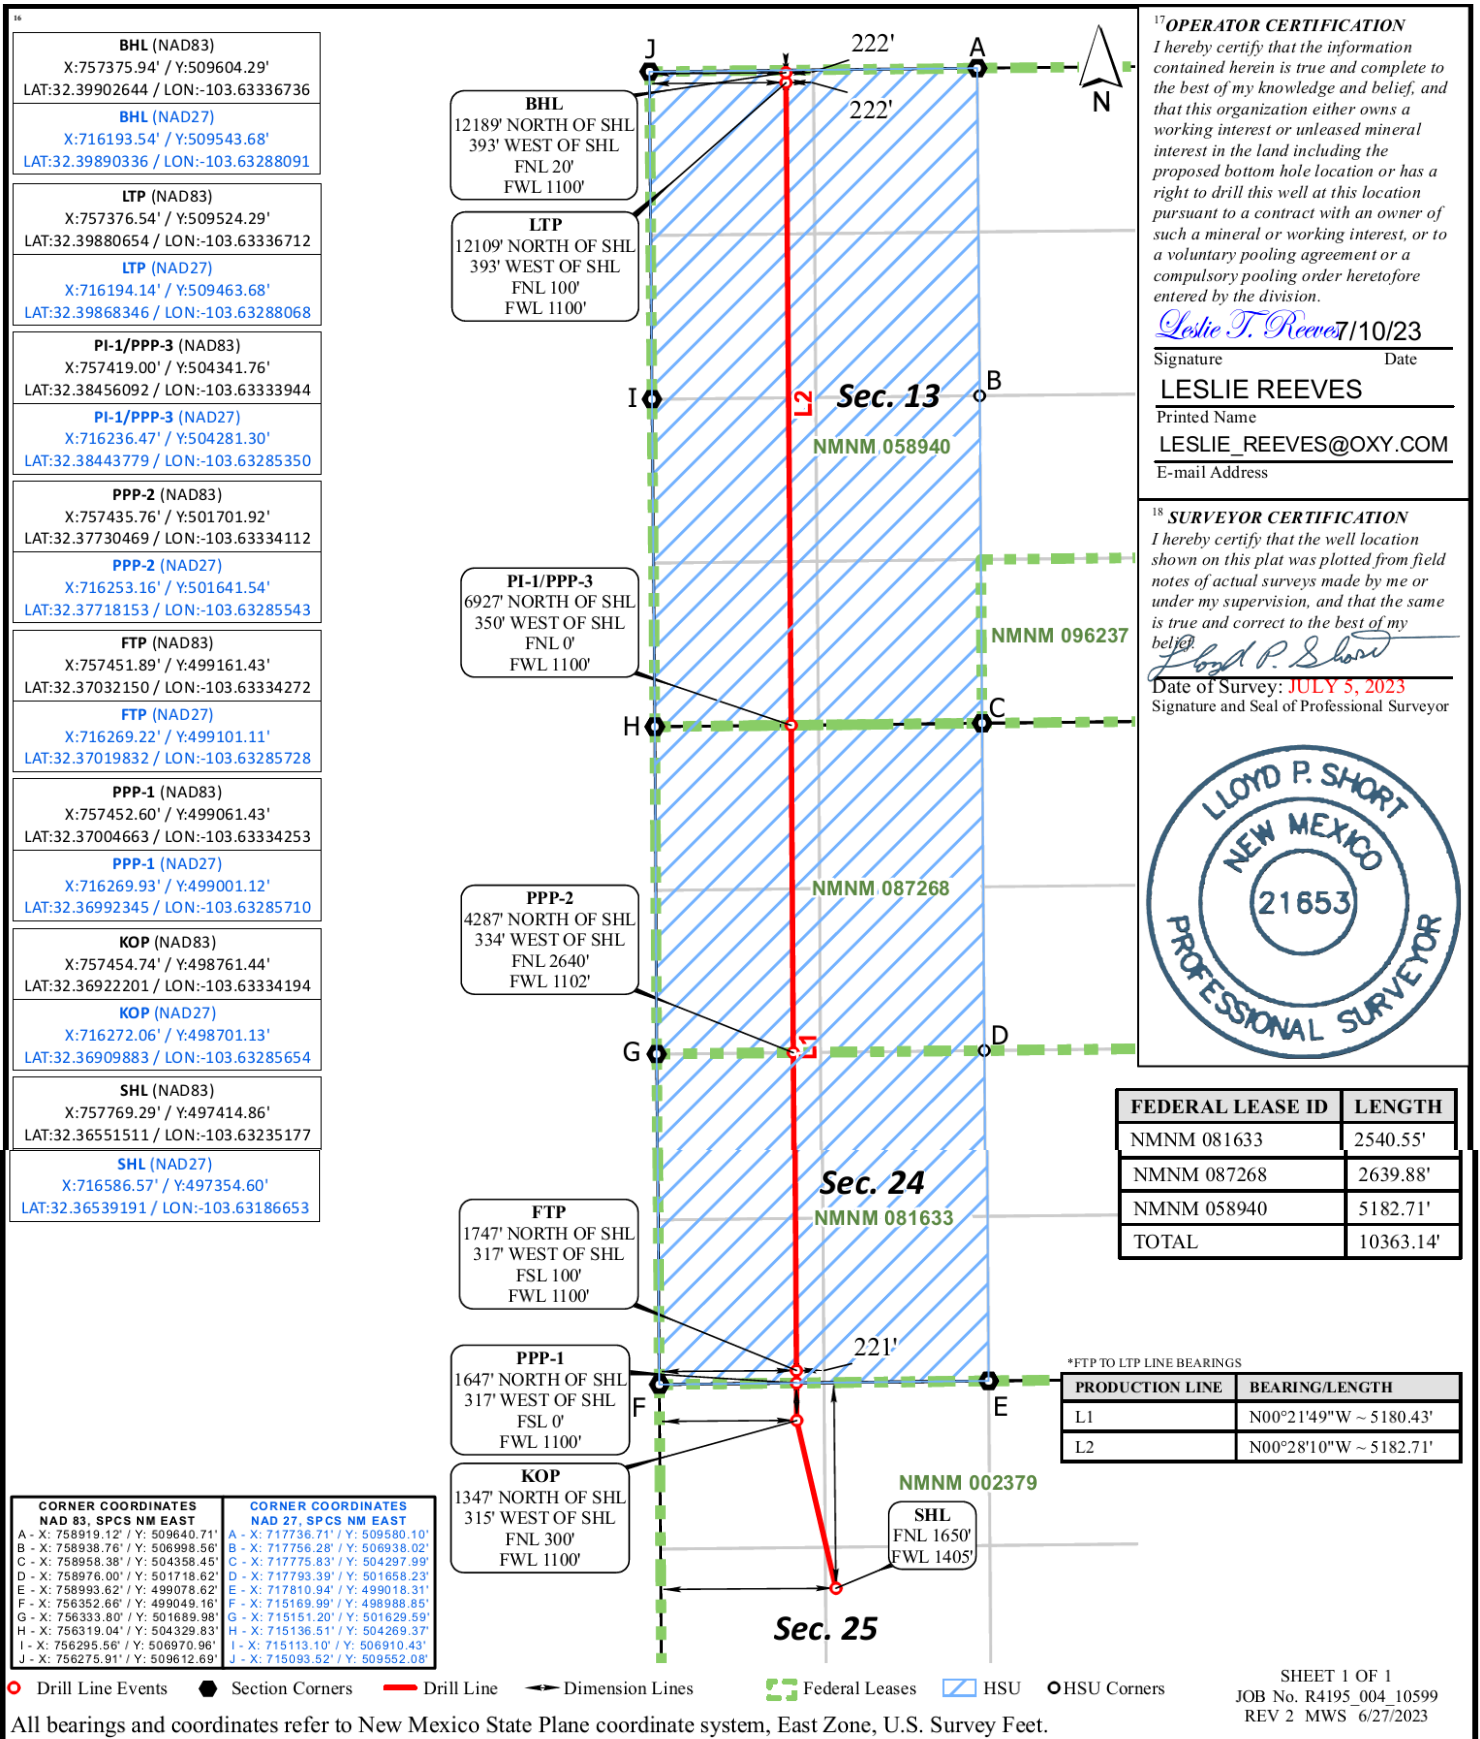 16
BHL (NAD83)
X:757375.94' / Y:509604.29'
LAT:32.39902644 / LON:-103.63336736
BHL (NAD27)
X:716193.54' / Y:509543.68'
LAT:32.39890336 / LON:-103.63288091
LTP (NAD83)
X:757376.54' / Y:509524.29'
LAT:32.39880654 / LON:-103.63336712
LTP (NAD27)
X:716194.14' / Y:509463.68'
LAT:32.39868346 / LON:-103.63288068
PI-1/PPP-3 (NAD83)
X:757419.00' / Y:504341.76'
LAT:32.38456092 / LON:-103.63333944
PI-1/PPP-3 (NAD27)
X:716236.47' / Y:504281.30'
LAT:32.38443779 / LON:-103.63285350
PPP-2 (NAD83)
X:757435.76' / Y:501701.92'
LAT:32.37730469 / LON:-103.63334112
PPP-2 (NAD27)
X:716253.16' / Y:501641.54'
LAT:32.37718153 / LON:-103.63285543
FTP (NAD83)
X:757451.89' / Y:499161.43'
LAT:32.37032150 / LON:-103.63334272
FTP (NAD27)
X:716269.22' / Y:499101.11'
LAT:32.37019832 / LON:-103.63285728
PPP-1 (NAD83)
X:757452.60' / Y:499061.43'
LAT:32.37004663 / LON:-103.63334253
PPP-1 (NAD27)
X:716269.93' / Y:499001.12'
LAT:32.36992345 / LON:-103.63285710
KOP (NAD83)
X:757454.74' / Y:498761.44'
LAT:32.36922201 / LON:-103.63334194
KOP (NAD27)
X:716272.06' / Y:498701.13'
LAT:32.36909883 / LON:-103.63285654
SHL (NAD83)
X:757769.29' / Y:497414.86'
LAT:32.36551511 / LON:-103.63235177
SHL (NAD27)
X:716586.57' / Y:497354.60'
LAT:32.36539191 / LON:-103.63186653
J
222'
A
N
222'
BHL
12189' NORTH OF SHL
393' WEST OF SHL
FNL 20'
FWL 1100'
LTP
12109' NORTH OF SHL
393' WEST OF SHL
FNL 100'
FWL 1100'
I
L2
Sec. 13
B
NMNM 058940
PI-1/PPP-3
6927' NORTH OF SHL
350' WEST OF SHL
FNL 0'
FWL 1100'
NMNM 096237
H
C
NMNM 087268
PPP-2
4287' NORTH OF SHL
334' WEST OF SHL
FNL 2640'
FWL 1102'
G
L1
D
Sec. 24
NMNM 081633
FTP
1747' NORTH OF SHL
317' WEST OF SHL
FSL 100'
FWL 1100'
221'
PPP-1
1647' NORTH OF SHL
317' WEST OF SHL
FSL 0'
FWL 1100'
F
E
KOP
1347' NORTH OF SHL
315' WEST OF SHL
FNL 300'
FWL 1100'
NMNM 002379
SHL
FNL 1650'
FWL 1405'
Sec. 25
17 OPERATOR CERTIFICATION
I hereby certify that the information
contained herein is true and complete to
the best of my knowledge and belief, and
that this organization either owns a
working interest or unleased mineral
interest in the land including the
proposed bottom hole location or has a
right to drill this well at this location
pursuant to a contract with an owner of
such a mineral or working interest, or to
a voluntary pooling agreement or a
compulsory pooling order heretofore
entered by the division.
Leslie T. Reeves 7/10/23
Signature Date
LESLIE REEVES
Printed Name
LESLIE_REEVES@OXY.COM
E-mail Address
18 SURVEYOR CERTIFICATION
I hereby certify that the well location
shown on this plat was plotted from field
notes of actual surveys made by me or
under my supervision, and that the same
is true and correct to the best of my
belief.
Lloyd P. Short
Date of Survey: JULY 5, 2023
Signature and Seal of Professional Surveyor
LLOYD P. SHORT
NEW MEXICO
21653
PROFESSIONAL SURVEYOR
FEDERAL LEASE ID LENGTH
NMNM 081633 2540.55'
NMNM 087268 2639.88'
NMNM 058940 5182.71'
TOTAL 10363.14'
*FTP TO LTP LINE BEARINGS
PRODUCTION LINE BEARING/LENGTH
L1 N00°21'49"W ~ 5180.43'
L2 N00°28'10"W ~ 5182.71'
CORNER COORDINATES
NAD 83, SPCS NM EAST
A - X: 758919.12' / Y: 509640.71'
B - X: 758938.76' / Y: 506998.56'
C - X: 758958.38' / Y: 504358.45'
D - X: 758976.00' / Y: 501718.62'
E - X: 758993.62' / Y: 499078.62'
F - X: 756352.66' / Y: 499049.16'
G - X: 756333.80' / Y: 501689.98'
H - X: 756319.04' / Y: 504329.83'
I - X: 756295.56' / Y: 506970.96'
J - X: 756275.91' / Y: 509612.69'
CORNER COORDINATES
NAD 27, SPCS NM EAST
A - X: 717736.71' / Y: 509580.10'
B - X: 717756.28' / Y: 506938.02'
C - X: 717775.83' / Y: 504297.99'
D - X: 717793.39' / Y: 501658.23'
E - X: 717810.94' / Y: 499018.31'
F - X: 715169.99' / Y: 498988.85'
G - X: 715151.20' / Y: 501629.59'
H - X: 715136.51' / Y: 504269.37'
I - X: 715113.10' / Y: 506910.43'
J - X: 715093.52' / Y: 509552.08'
Drill Line Events Section Corners Drill Line Dimension Lines Federal Leases HSU HSU Corners
All bearings and coordinates refer to New Mexico State Plane coordinate system, East Zone, U.S. Survey Feet.
SHEET 1 OF 1
JOB No. R4195_004_10599
REV 2 MWS 6/27/2023